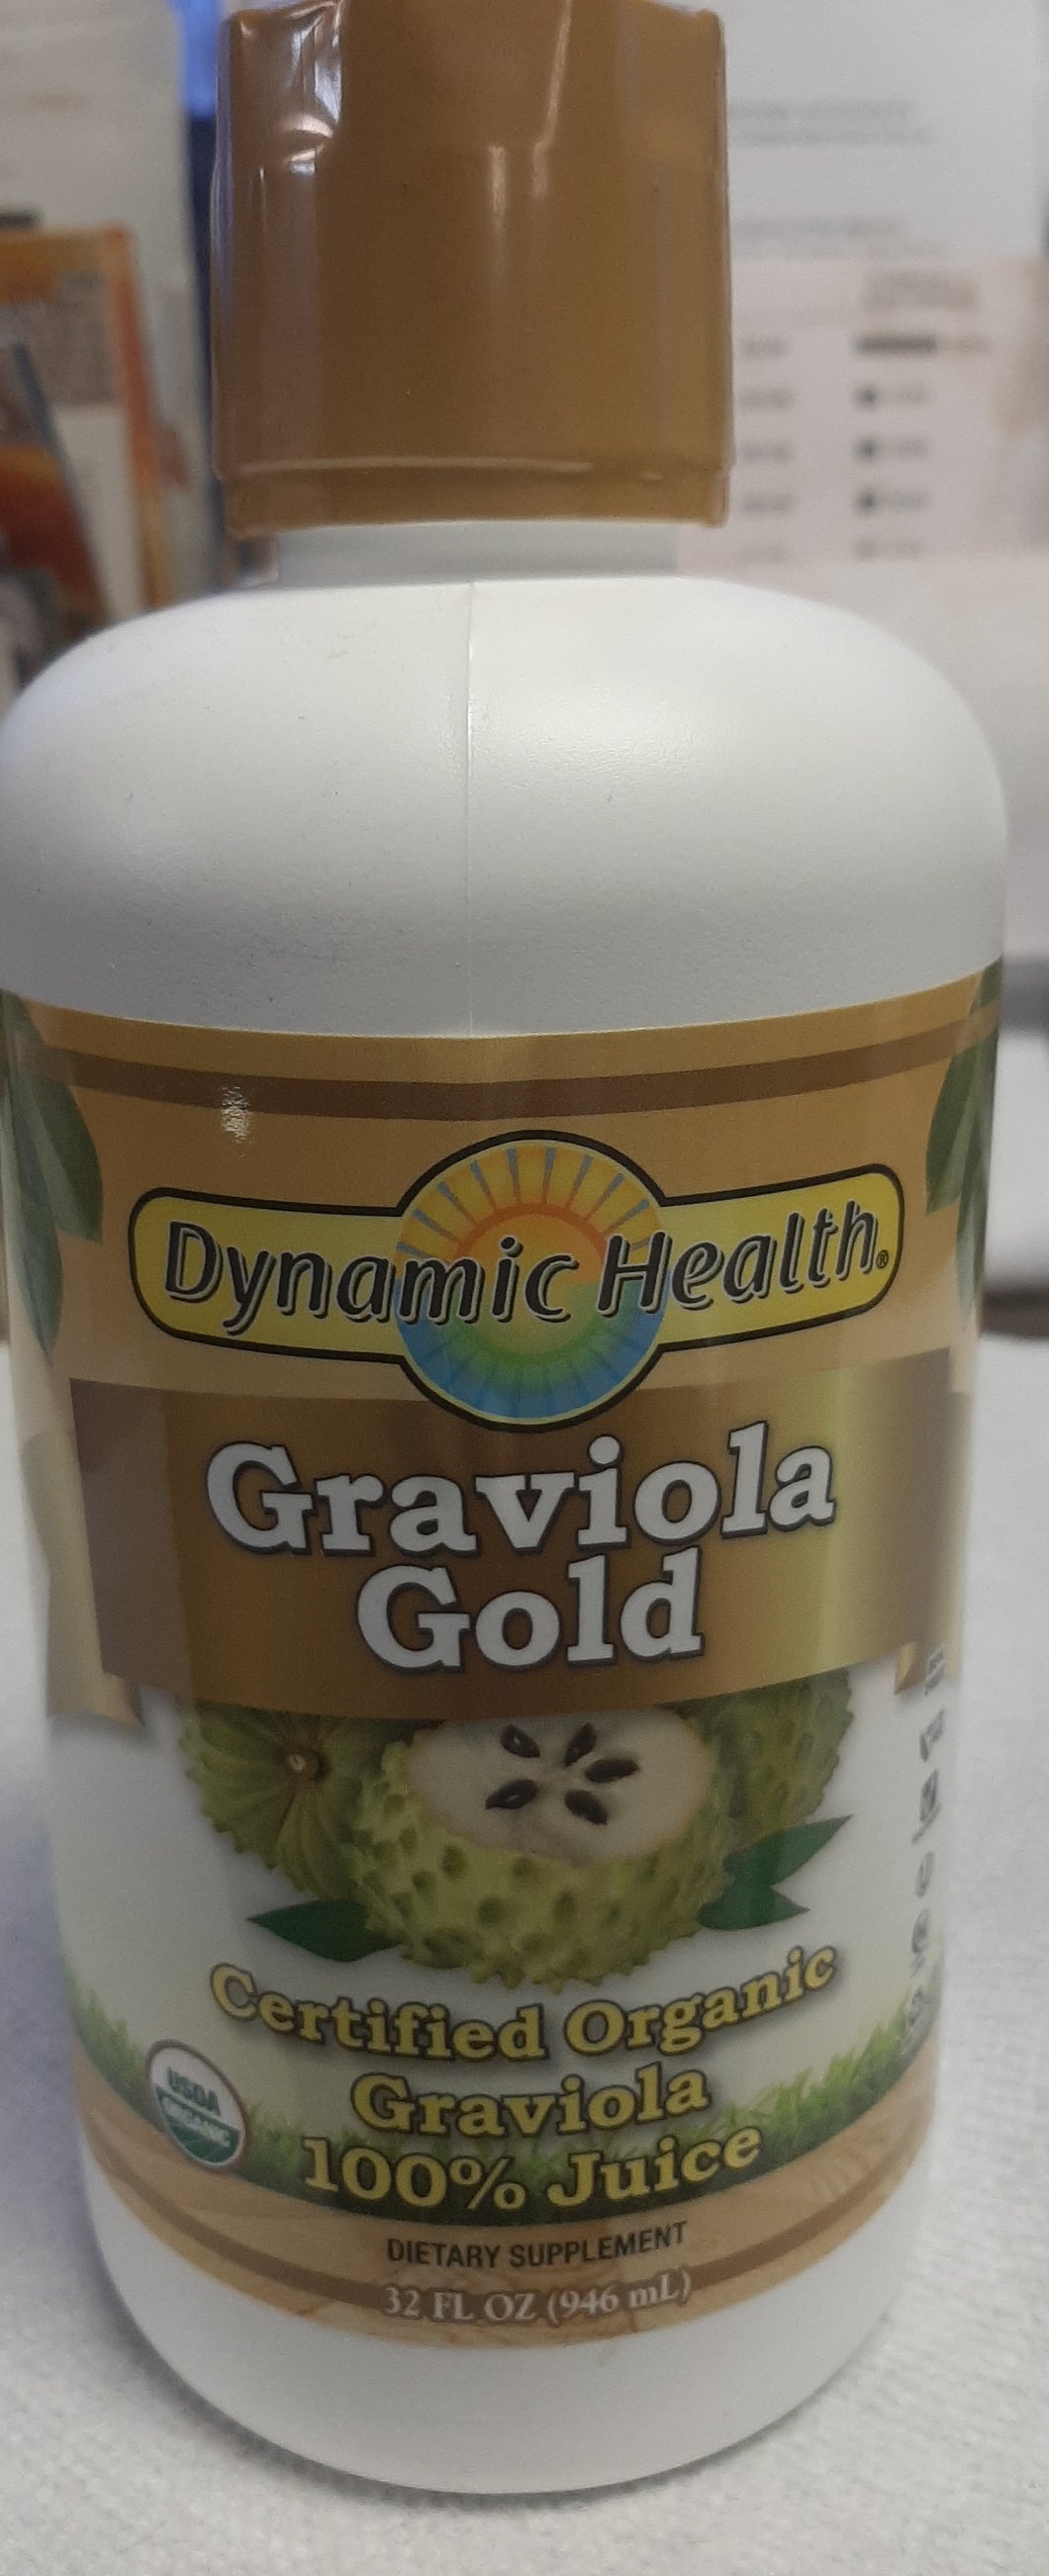 Dynamic Health®
Graviola
Gold
Certified Organic
Graviola
100% Juice
USDA
ORGANIC
DIETARY SUPPLEMENT
32 FL OZ (946 mL)